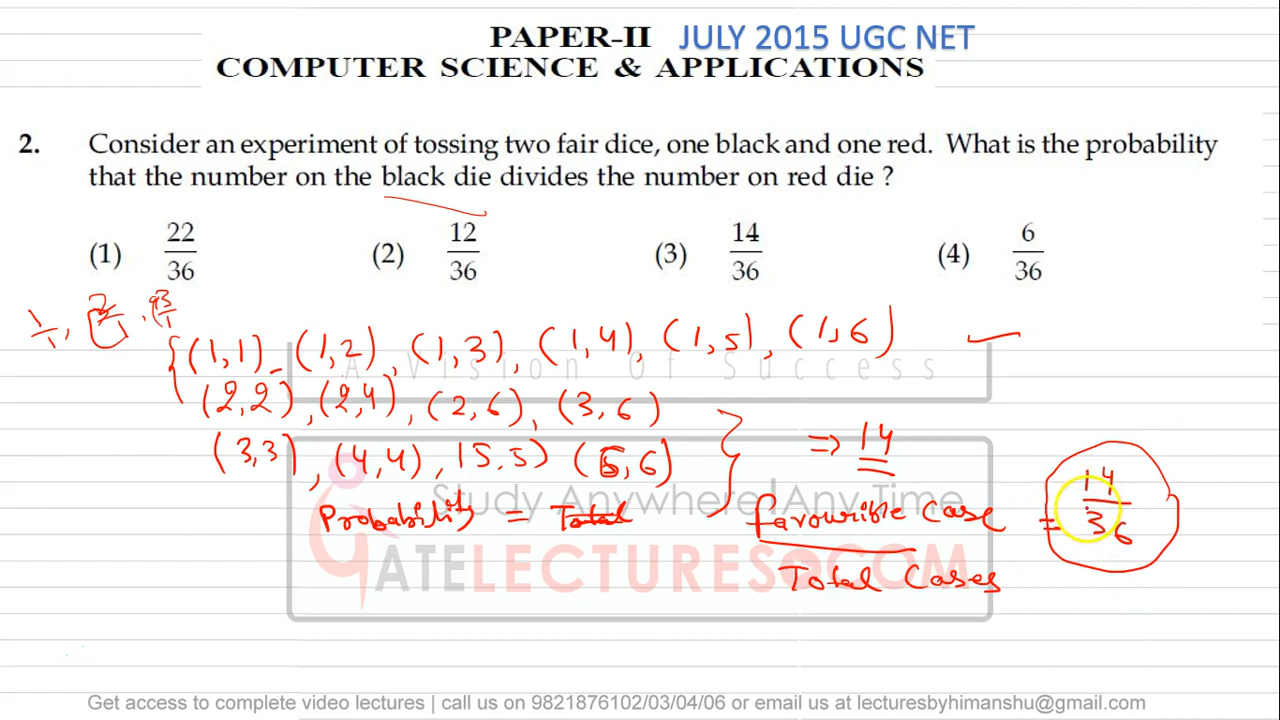 PAPER-II JULY 2015 UGC NET
COMPUTER SCIENCE & APPLICATIONS
2. Consider an experiment of tossing two fair dice, one black and one red. What is the probability
that the number on the black die divides the number on red die ?
(1) 22/36 (2) 12/36 (3) 14/36 (4) 6/36
1/1,
{(1,1), (1,2), (1,3), (1,4), (1,5), (1,6)
A Vision Of Success
(2,2), (2,4), (2,6), (3,6)
(3,3), (4,4), (5,5) (6,6) } ⇒ 14
Study Anywhere! Any Time
Probability = Total favourible case = 14/36
Total Cases
GATELECTURES.COM
Get access to complete video lectures | call us on 9821876102/03/04/06 or email us at lecturesbyhimanshu@gmail.com